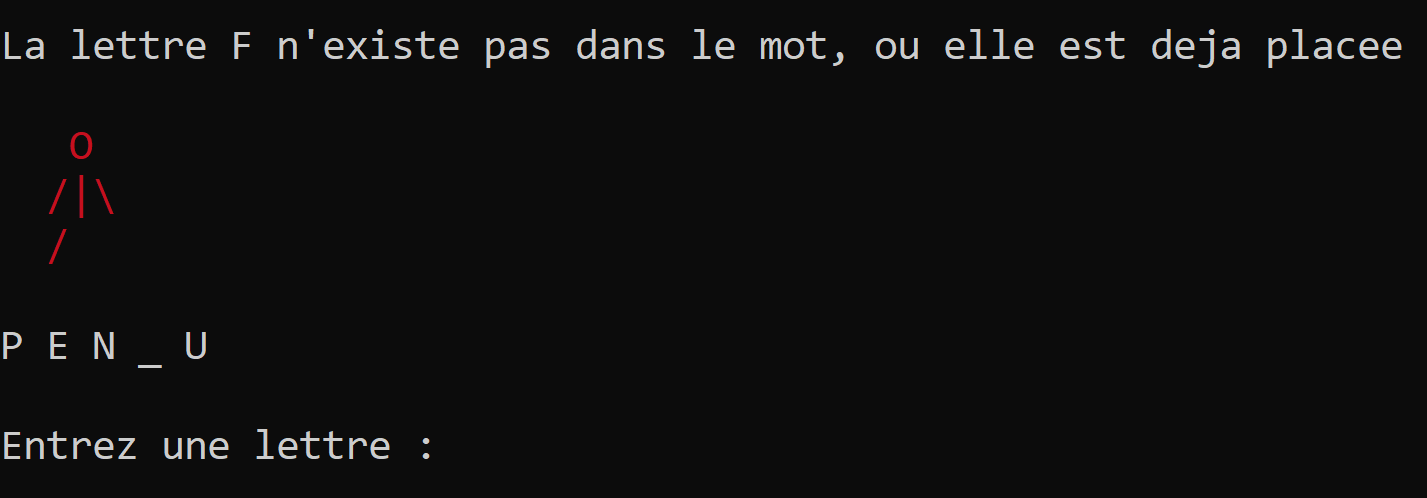 La lettre F n'existe pas dans le mot, ou elle est deja placee
O
/|\
/
P E N _ U
Entrez une lettre :